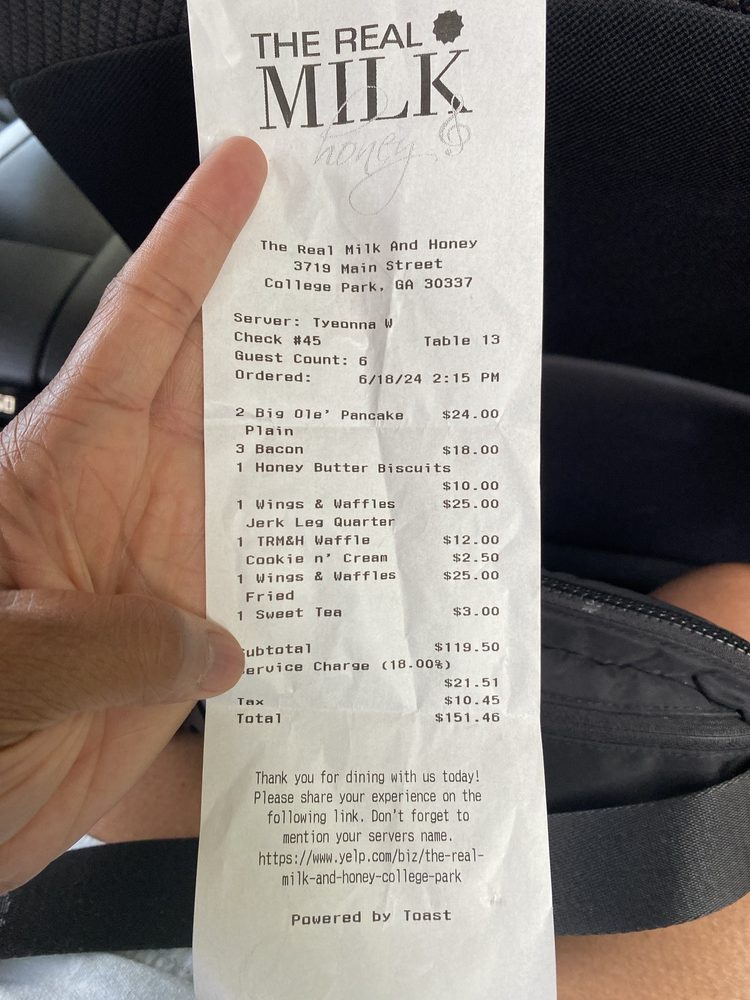 THE REAL
MILK
honey
The Real Milk And Honey
3719 Main Street
College Park, GA 30337
Server: Tyeonna W
Check #45 Table 13
Guest Count: 6
Ordered: 6/18/24 2:15 PM
2 Big Ole' Pancake $24.00
Plain
3 Bacon $18.00
1 Honey Butter Biscuits
$10.00
1 Wings & Waffles $25.00
Jerk Leg Quarter
1 TRM&H Waffle $12.00
Cookie n' Cream $2.50
1 Wings & Waffles $25.00
Fried
1 Sweet Tea $3.00
ubtotal $119.50
ervice Charge (18.00%)
$21.51
Tax $10.45
Total $151.46
Thank you for dining with us today!
Please share your experience on the
following link. Don't forget to
mention your servers name.
https://www.yelp.com/biz/the-real-
milk-and-honey-college-park
Powered by Toast